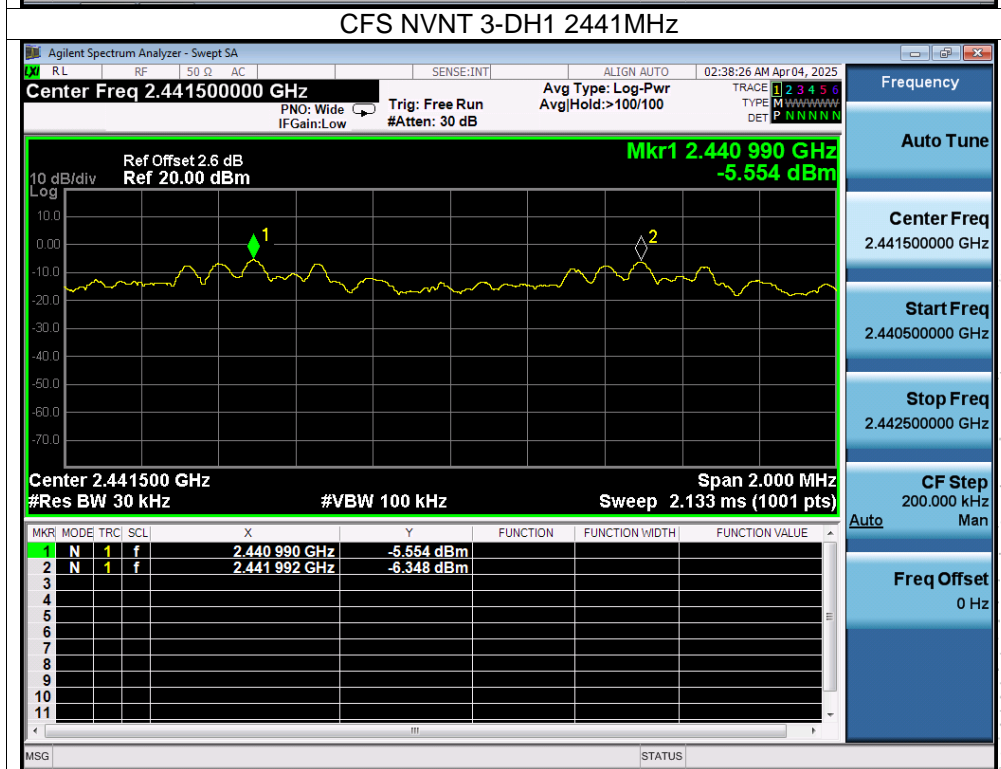 CFS NVNT 3-DH1 2441MHz
Agilent Spectrum Analyzer - Swept SA
LXI RL RF 50 Ω AC SENSE:INT ALIGN AUTO 02:38:26 AM Apr 04, 2025
Center Freq 2.441500000 GHz
PNO: Wide
IFGain:Low
Trig: Free Run
#Atten: 30 dB
Avg Type: Log-Pwr
Avg|Hold:>100/100
TRACE 1 2 3 4 5 6
TYPE M WWWWW
DET P N N N N N
Mkr1 2.440 990 GHz
-5.554 dBm
Ref Offset 2.6 dB
10 dB/div Ref 20.00 dBm
Log
10.0
0.00
-10.0
-20.0
-30.0
-40.0
-50.0
-60.0
-70.0
1
2
Center 2.441500 GHz Span 2.000 MHz
#Res BW 30 kHz #VBW 100 kHz Sweep 2.133 ms (1001 pts)
MKR MODE TRC SCL X Y FUNCTION FUNCTION WIDTH FUNCTION VALUE
1 N 1 f 2.440 990 GHz -5.554 dBm
2 N 1 f 2.441 992 GHz -6.348 dBm
3
4
5
6
7
8
9
10
11
MSG STATUS
Frequency
Auto Tune
Center Freq
2.441500000 GHz
Start Freq
2.440500000 GHz
Stop Freq
2.442500000 GHz
CF Step
200.000 kHz
Auto Man
Freq Offset
0 Hz